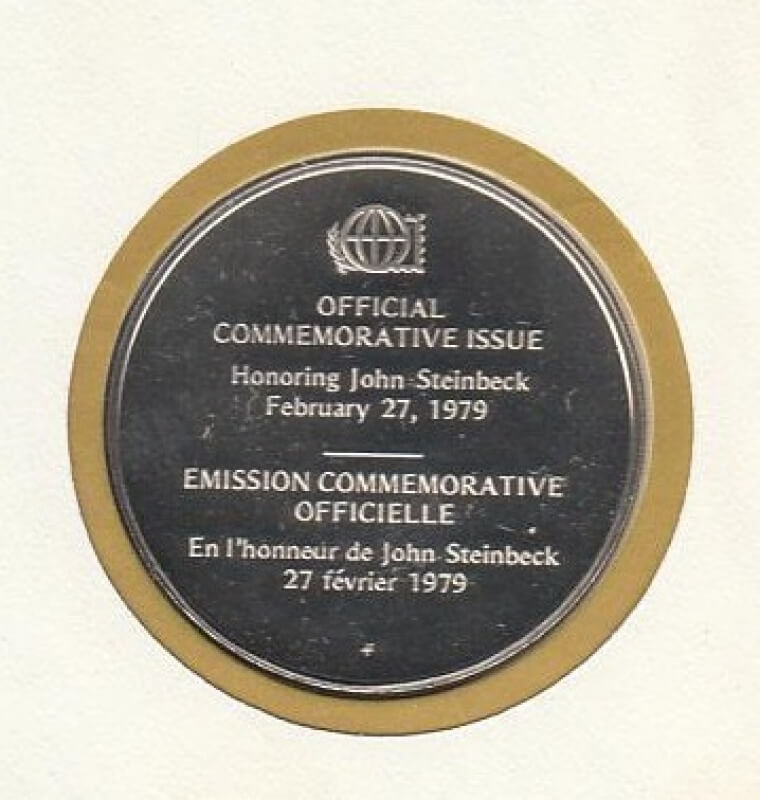 OFFICIAL
COMMEMORATIVE ISSUE
Honoring John Steinbeck
February 27, 1979
EMISSION COMMEMORATIVE
OFFICIELLE
En l'honneur de John Steinbeck
27 février 1979